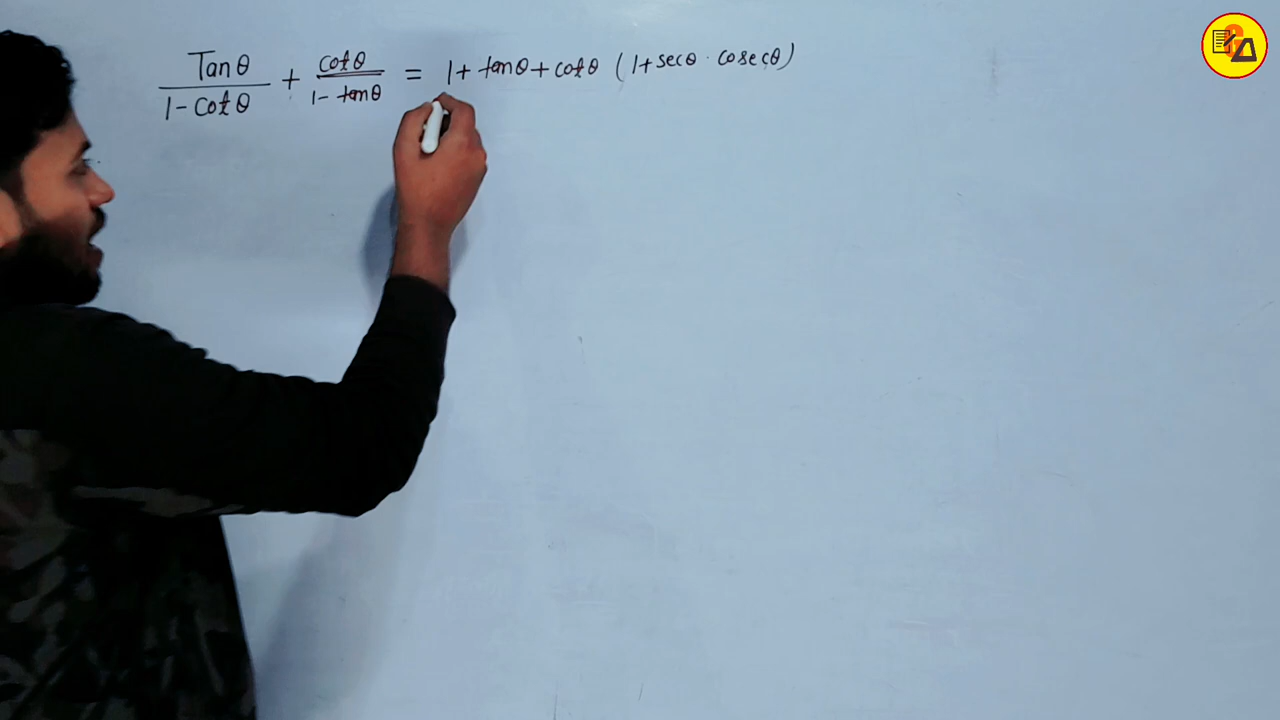 Tanθ / 1 - cotθ + cotθ / 1 - tanθ = 1 + tanθ + cotθ (1 + secθ · cosecθ)